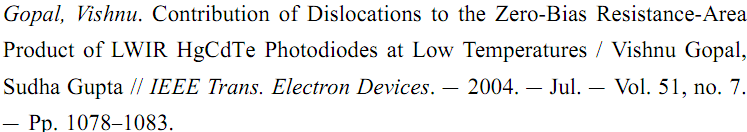 Gopal, Vishnu. Contribution of Dislocations to the Zero-Bias Resistance-Area
Product of LWIR HgCdTe Photodiodes at Low Temperatures / Vishnu Gopal,
Sudha Gupta // IEEE Trans. Electron Devices. — 2004. — Jul. — Vol. 51, no. 7.
— Pp. 1078–1083.